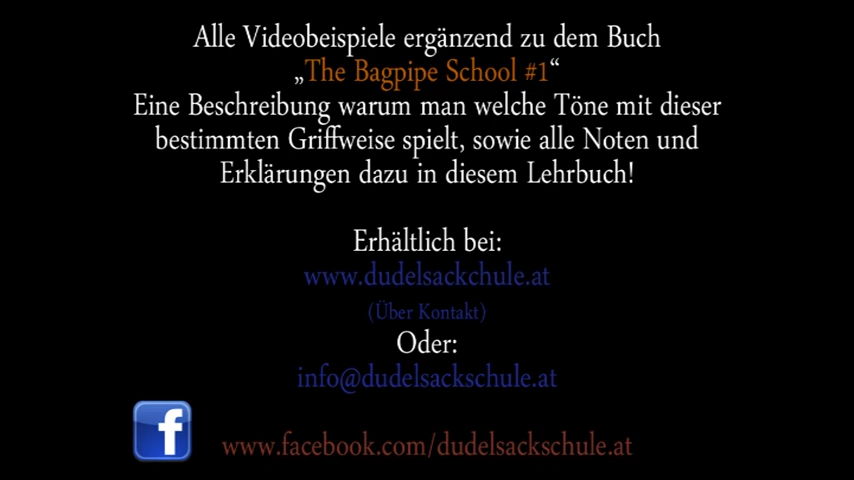 Alle Videobeispiele ergänzend zu dem Buch
„The Bagpipe School #1“
Eine Beschreibung warum man welche Töne mit dieser
bestimmten Griffweise spielt, sowie alle Noten und
Erklärungen dazu in diesem Lehrbuch!
Erhältlich bei:
www.dudelsackchule.at
(Über Kontakt)
Oder:
info@dudelsackschule.at
f
www.facebook.com/dudelsackschule.at